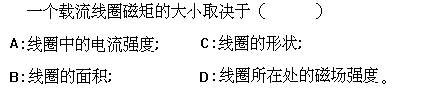 一个载流线圈磁矩的大小取决于（　　　）
A:线圈中的电流强度;　　C:线圈的形状;
B:线圈的面积;　　D:线圈所在处的磁场强度。